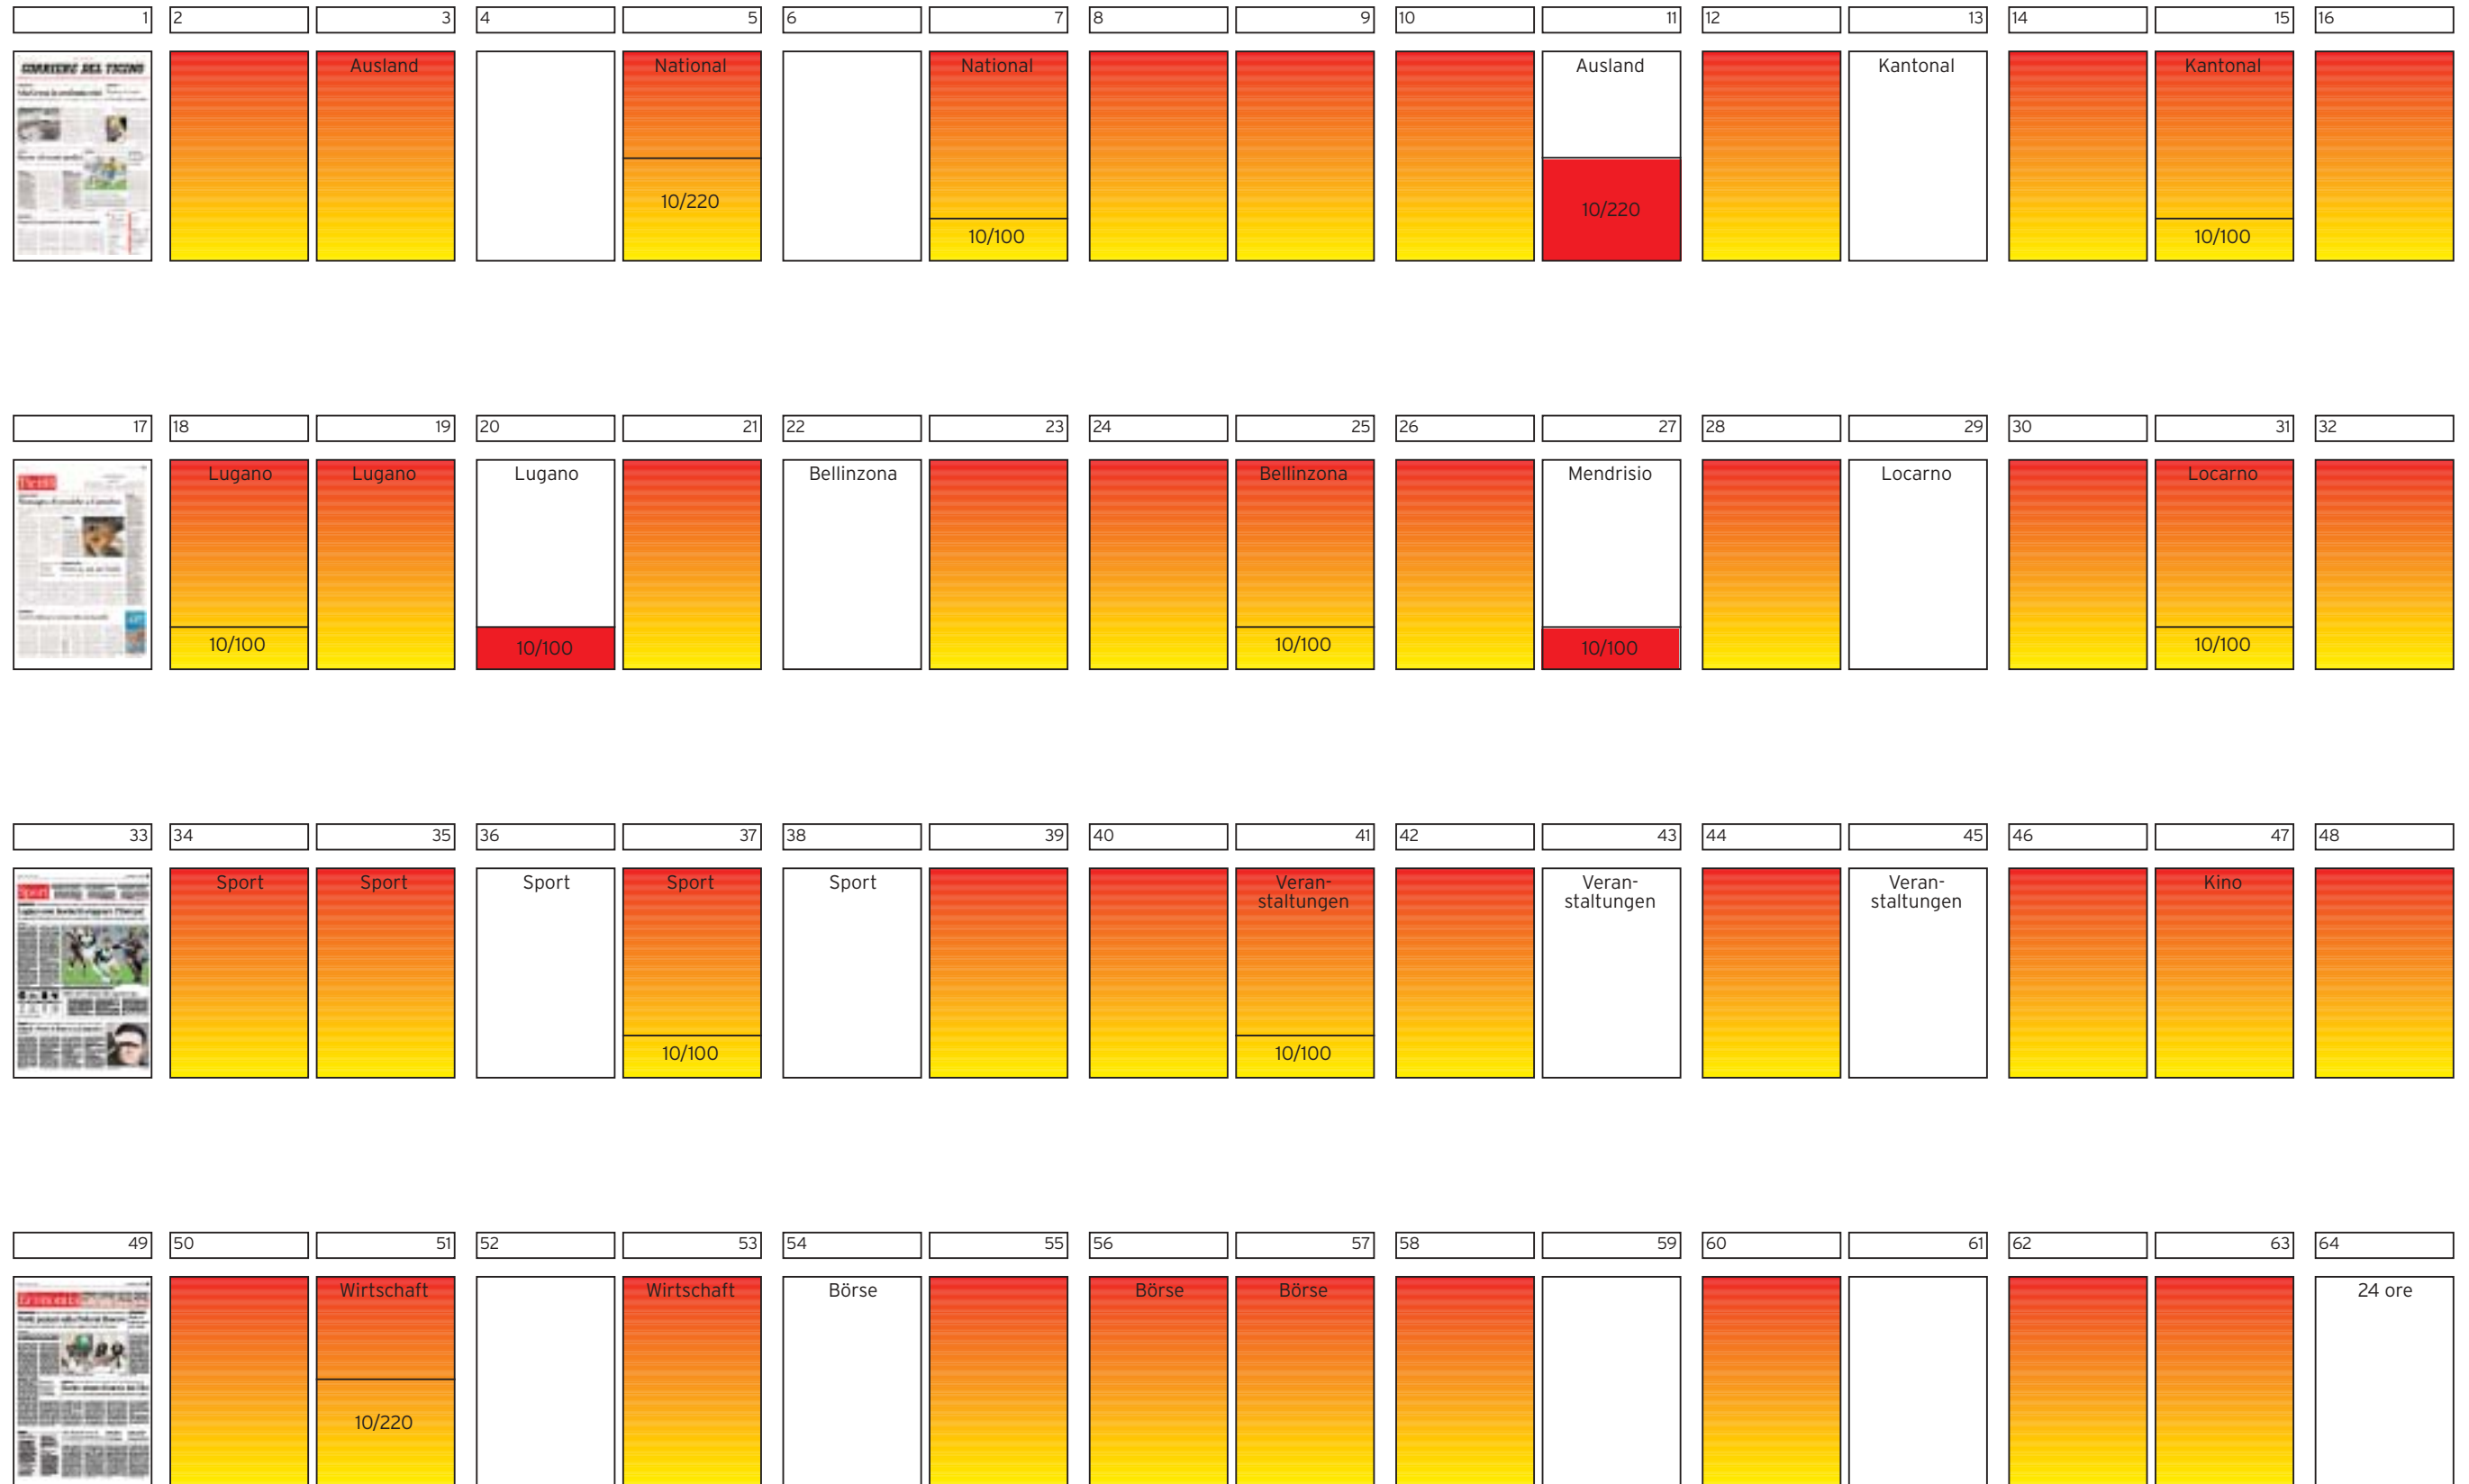 1 2 3 4 5 6 7 8 9 10 11 12 13 14 15 16
CORRIERE DEL TICINO
Ausland National National Ausland Kantonal Kantonal
10/220 10/220
10/100 10/100
17 18 19 20 21 22 23 24 25 26 27 28 29 30 31 32
Lugano Lugano Lugano Bellinzona Bellinzona Mendrisio Locarno Locarno
10/100 10/100 10/100 10/100 10/100
33 34 35 36 37 38 39 40 41 42 43 44 45 46 47 48
Sport
Sport Sport Sport Sport Sport Veran- Veran- Veran- Kino
staltungen staltungen staltungen
10/100 10/100
49 50 51 52 53 54 55 56 57 58 59 60 61 62 63 64
Economia
Wirtschaft Wirtschaft Börse Börse Börse 24 ore
10/220